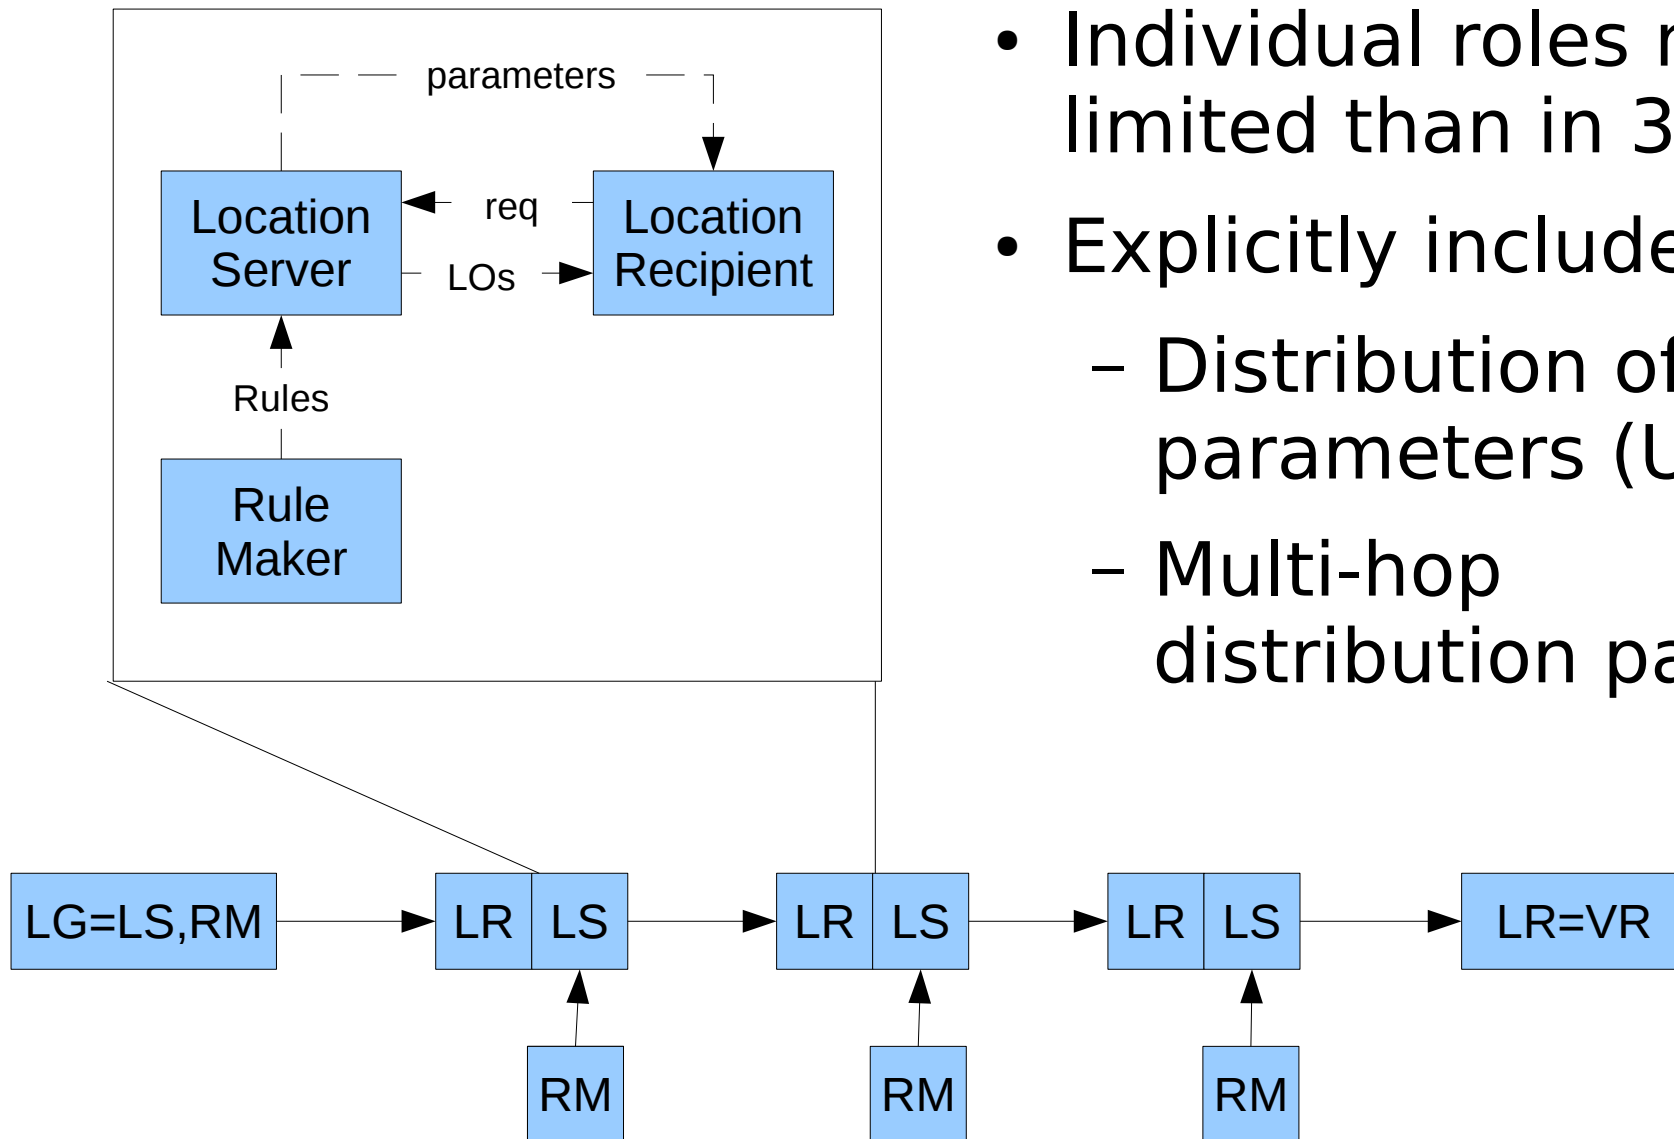 parameters
Location
Server
req
LOs
Location
Recipient
Rules
Rule
Maker
• Individual roles
limited than in 3
• Explicitly include
– Distribution of
parameters (U
– Multi-hop
distribution pa
LG=LS,RM
LR LS
LR LS
LR LS
LR=VR
RM
RM
RM